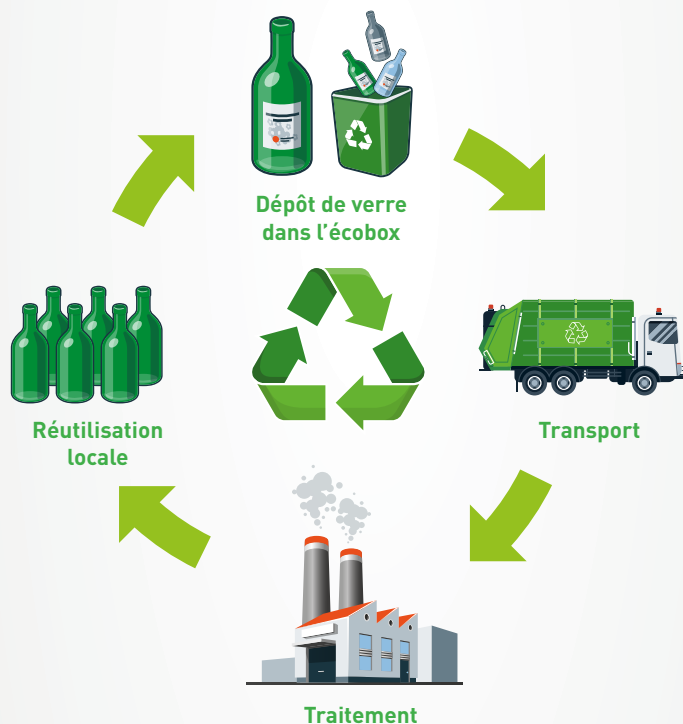 Dépôt de verre
dans l'écobox
Transport
Traitement
Réutilisation
locale